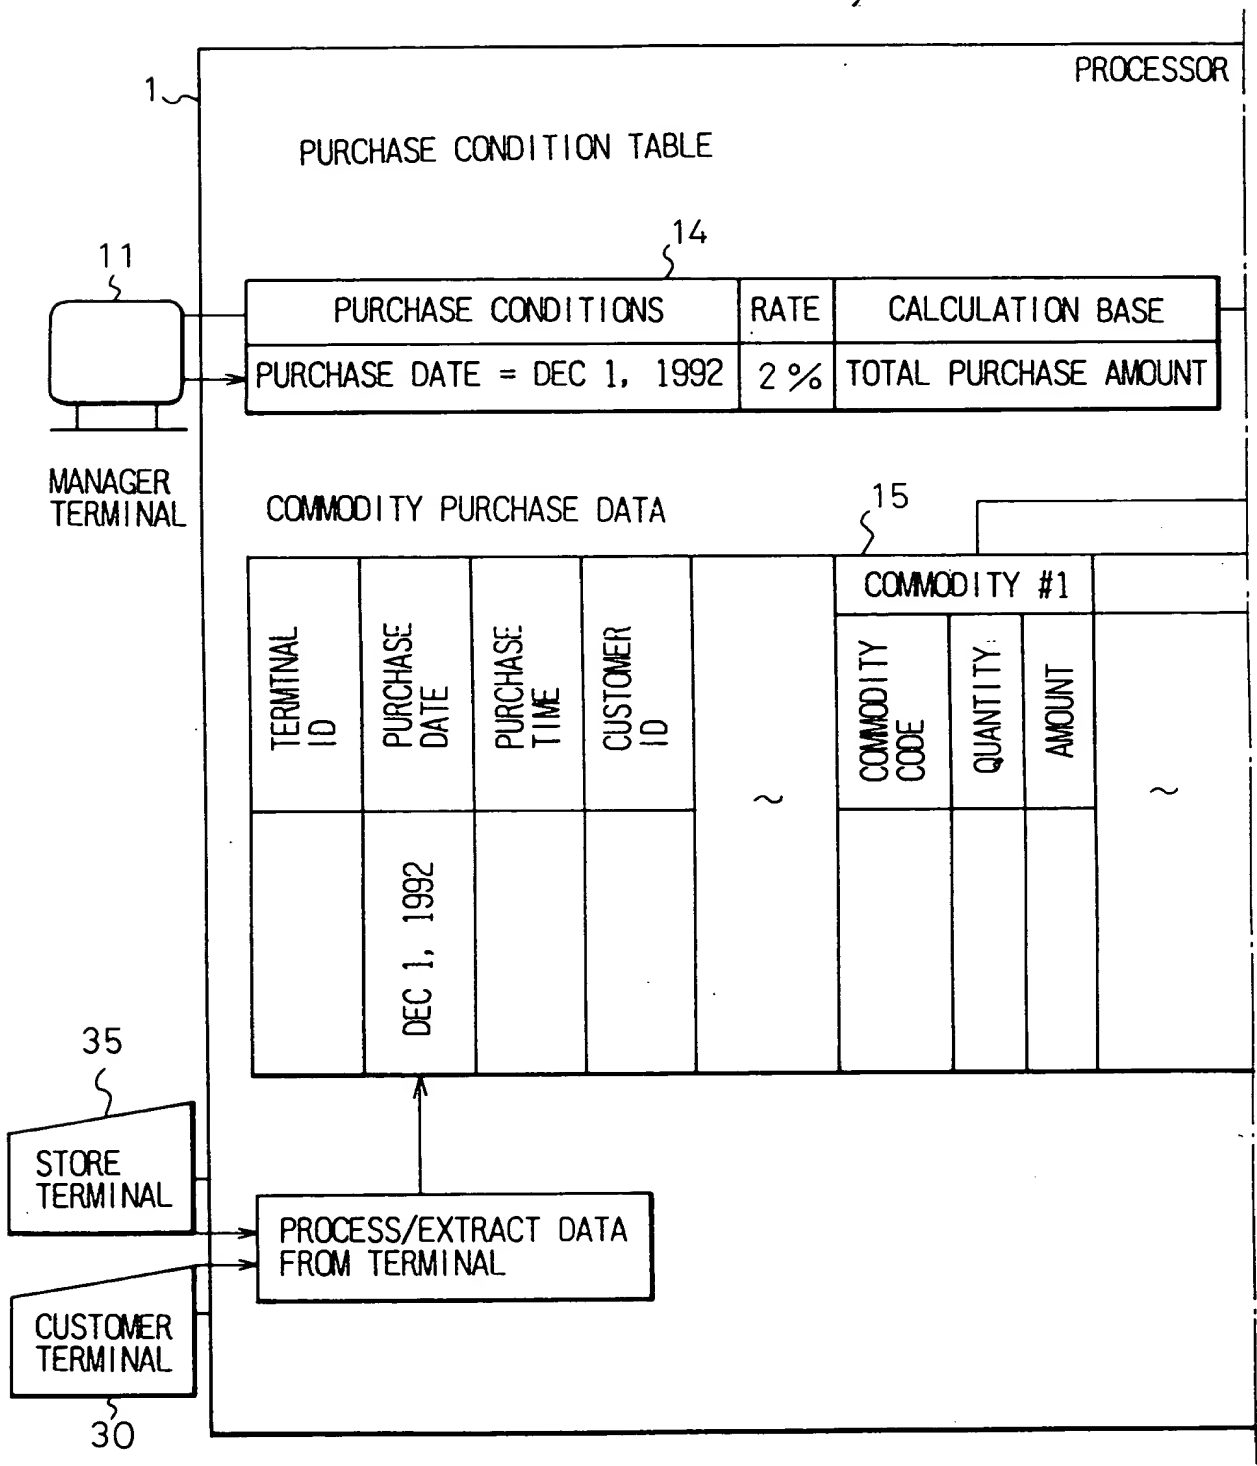 PROCESSOR
1
PURCHASE CONDITION TABLE
14
11
PURCHASE CONDITIONS RATE CALCULATION BASE
PURCHASE DATE = DEC 1, 1992 2% TOTAL PURCHASE AMOUNT
MANAGER
TERMINAL
COMMODITY PURCHASE DATA
15
COMMODITY #1
TERMINAL
ID
PURCHASE
DATE
PURCHASE
TIME
CUSTOMER
ID
~
COMMODITY
CODE
QUANTITY
AMOUNT
~
DEC 1, 1992
35
STORE
TERMINAL
PROCESS/EXTRACT DATA
FROM TERMINAL
CUSTOMER
TERMINAL
30